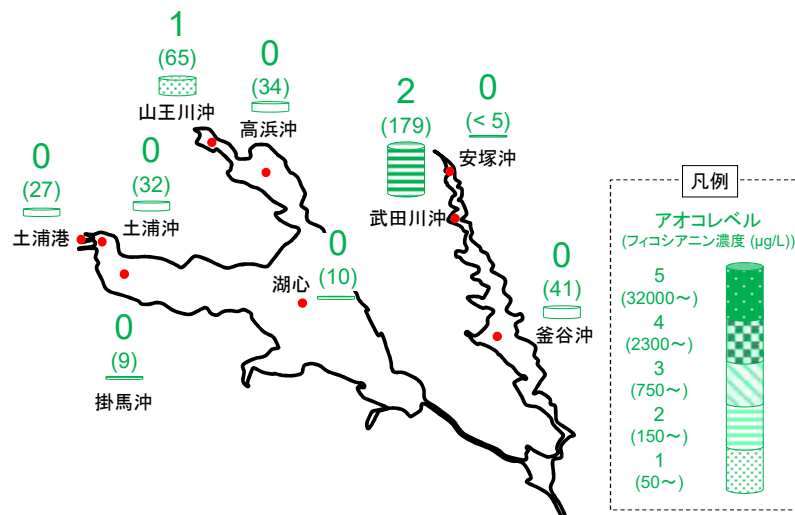 1
(65)
山王川沖
0
(34)
高浜沖
2
(179)
武田川沖
0
(< 5)
安塚沖
0
(27)
土浦港
0
(32)
土浦沖
0
(10)
湖心
0
(41)
釜谷沖
0
(9)
掛馬沖
凡例
アオコレベル
(フィコシアニン濃度 (µg/L))
5
(32000～)
4
(2300～)
3
(750～)
2
(150～)
1
(50～)